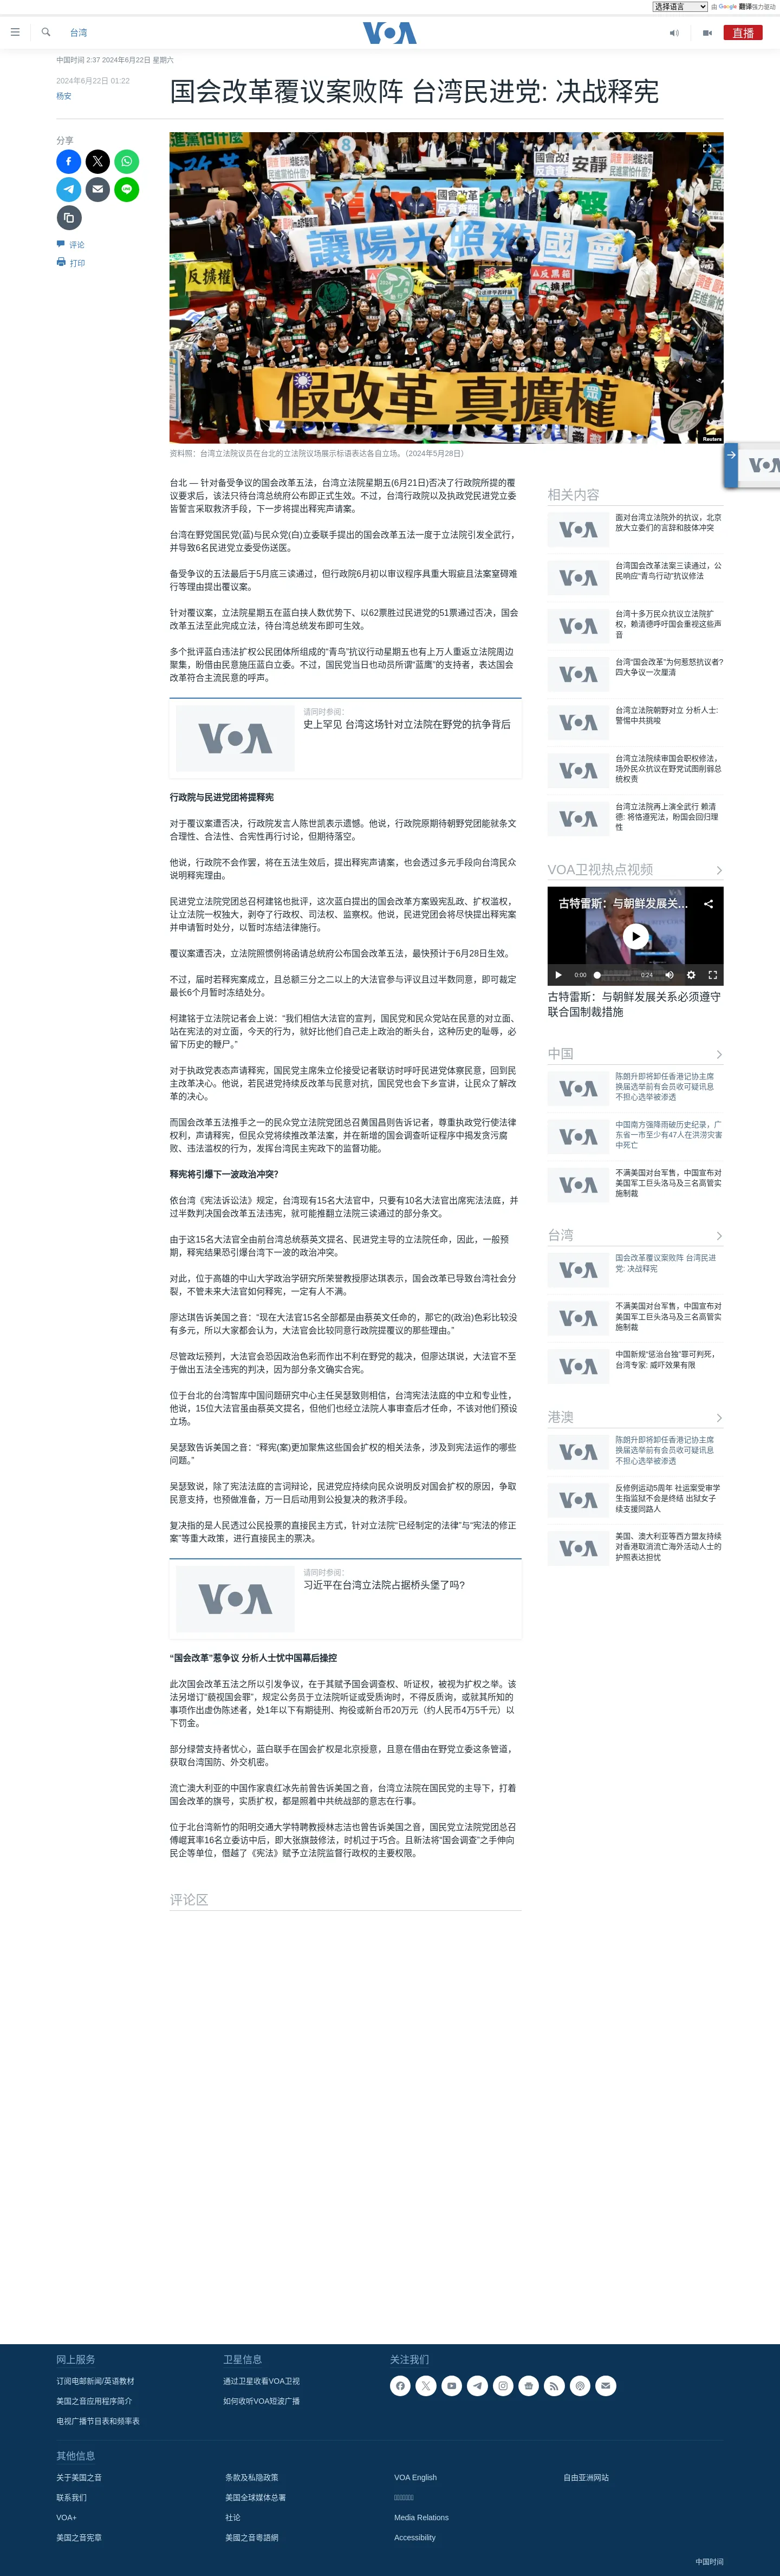 选择语言 由 Google 翻译强力驱动
台湾
VOA
直播
中国时间 2:37 2024年6月22日 星期六
2024年6月22日 01:22
杨安
国会改革覆议案败阵 台湾民进党: 决战释宪
分享
评论
打印
安靜
國會改革
民進黨怕什麼?
讓陽光照進國會
反黑箱
反擴權
假改革 真擴權
Reuters
资料照：台湾立法院议员在台北的立法院议场展示标语表达各自立场。（2024年5月28日）
台北 — 针对备受争议的国会改革五法，台湾立法院星期五(6月21日)否决了行政院所提的覆
议要求后，该法只待台湾总统府公布即正式生效。不过，台湾行政院以及执政党民进党立委
皆誓言采取救济手段，下一步将提出释宪声请案。
台湾在野党国民党(蓝)与民众党(白)立委联手提出的国会改革五法一度于立法院引发全武行，
并导致6名民进党立委受伤送医。
备受争议的五法最后于5月底三读通过，但行政院6月初以审议程序具重大瑕疵且法案窒碍难
行等理由提出覆议案。
针对覆议案，立法院星期五在蓝白挟人数优势下、以62票胜过民进党的51票通过否决，国会
改革五法至此完成立法，待台湾总统发布即可生效。
多个批评蓝白违法扩权公民团体所组成的“青鸟”抗议行动星期五也有上万人重返立法院周边
聚集，盼借由民意施压蓝白立委。不过，国民党当日也动员所谓“蓝鹰”的支持者，表达国会
改革符合主流民意的呼声。
请同时参阅：
史上罕见 台湾这场针对立法院在野党的抗争背后
VOA
行政院与民进党团将提释宪
对于覆议案遭否决，行政院发言人陈世凯表示遗憾。他说，行政院原期待朝野党团能就条文
合理性、合法性、合宪性再行讨论，但期待落空。
他说，行政院不会作罢，将在五法生效后，提出释宪声请案，也会透过多元手段向台湾民众
说明释宪理由。
民进党立法院党团总召柯建铭也批评，这次蓝白提出的国会改革方案毁宪乱政、扩权滥权，
让立法院一权独大，剥夺了行政权、司法权、监察权。他说，民进党团会将尽快提出释宪案
并申请暂时处分，以暂时冻结法律施行。
覆议案遭否决，立法院照惯例将函请总统府公布国会改革五法，最快预计于6月28日生效。
不过，届时若释宪案成立，且总额三分之二以上的大法官参与评议且过半数同意，即可裁定
最长6个月暂时冻结处分。
柯建铭于立法院记者会上说：“我们相信大法官的宣判，国民党和民众党站在民意的对立面、
站在宪法的对立面，今天的行为，就好比他们自己走上政治的断头台，这种历史的耻辱，必
留下历史的鞭尸。”
对于执政党表态声请释宪，国民党主席朱立伦接受记者联访时呼吁民进党体察民意，回到民
主改革决心。他说，若民进党持续反改革与民意对抗，国民党也会下乡宣讲，让民众了解改
革的决心。
而国会改革五法推手之一的民众党立法院党团总召黄国昌则告诉记者，尊重执政党行使法律
权利，声请释宪，但民众党将续推改革法案，并在新增的国会调查听证程序中揭发贪污腐
败、违法滥权的行为，发挥台湾民主宪政下的监督功能。
释宪将引爆下一波政治冲突?
依台湾《宪法诉讼法》规定，台湾现有15名大法官中，只要有10名大法官出席宪法法庭，并
过半数判决国会改革五法违宪，就可能推翻立法院三读通过的部分条文。
由于这15名大法官全由前台湾总统蔡英文提名、民进党主导的立法院任命，因此，一般预
期，释宪结果恐引爆台湾下一波的政治冲突。
对此，位于高雄的中山大学政治学研究所荣誉教授廖达琪表示，国会改革已导致台湾社会分
裂，不管未来大法官如何释宪，一定有人不满。
廖达琪告诉美国之音：“现在大法官15名全部都是由蔡英文任命的，那它的(政治)色彩比较没
有多元，所以大家都会认为，大法官会比较同意行政院提覆议的那些理由。”
尽管政坛预判，大法官会恐因政治色彩而作出不利在野党的裁决，但廖达琪说，大法官不至
于做出五法全违宪的判决，因为部分条文确实合宪。
位于台北的台湾智库中国问题研究中心主任吴瑟致则相信，台湾宪法法庭的中立和专业性，
他说，15位大法官虽由蔡英文提名，但他们也经立法院人事审查后才任命，不该对他们预设
立场。
吴瑟致告诉美国之音：“释宪(案)更加聚焦这些国会扩权的相关法条，涉及到宪法运作的哪些
问题。”
吴瑟致说，除了宪法法庭的言词辩论，民进党应持续向民众说明反对国会扩权的原因，争取
民意支持，也预做准备，万一日后动用到公投复决的救济手段。
复决指的是人民透过公民投票的直接民主方式，针对立法院“已经制定的法律”与“宪法的修正
案”等重大政策，进行直接民主的票决。
请同时参阅：
习近平在台湾立法院占据桥头堡了吗?
VOA
“国会改革”惹争议 分析人士忧中国幕后操控
此次国会改革五法之所以引发争议，在于其赋予国会调查权、听证权，被视为扩权之举。该
法另增订“藐视国会罪”，规定公务员于立法院听证或受质询时，不得反质询，或就其所知的
事项作出虚伪陈述者，处1年以下有期徒刑、拘役或新台币20万元（约人民币4万5千元）以
下罚金。
部分绿营支持者忧心，蓝白联手在国会扩权是北京授意，且意在借由在野党立委这条管道，
获取台湾国防、外交机密。
流亡澳大利亚的中国作家袁红冰先前曾告诉美国之音，台湾立法院在国民党的主导下，打着
国会改革的旗号，实质扩权，都是照着中共统战部的意志在行事。
位于北台湾新竹的阳明交通大学特聘教授林志洁也曾告诉美国之音，国民党立法院党团总召
傅崐萁率16名立委访中后，即大张旗鼓修法，时机过于巧合。且新法将“国会调查”之手伸向
民企等单位，僭越了《宪法》赋予立法院监督行政权的主要权限。
评论区
相关内容
面对台湾立法院外的抗议，北京
放大立委们的言辞和肢体冲突
台湾国会改革法案三读通过，公
民响应“青鸟行动”抗议修法
台湾十多万民众抗议立法院扩
权，赖清德呼吁国会重视这些声
音
台湾“国会改革”为何惹怒抗议者?
四大争议一次厘清
台湾立法院朝野对立 分析人士:
警惕中共挑唆
台湾立法院续审国会职权修法，
场外民众抗议在野党试图削弱总
统权责
台湾立法院再上演全武行 赖清
德: 将恪遵宪法，盼国会回归理
性
VOA卫视热点视频
古特雷斯：与朝鲜发展关...
0:00 0:24
古特雷斯：与朝鲜发展关系必须遵守
联合国制裁措施
中国
陈朗升即将卸任香港记协主席
换届选举前有会员收可疑讯息
不担心选举被渗透
中国南方强降雨破历史纪录，广
东省一市至少有47人在洪涝灾害
中死亡
不满美国对台军售，中国宣布对
美国军工巨头洛马及三名高管实
施制裁
台湾
国会改革覆议案败阵 台湾民进
党: 决战释宪
不满美国对台军售，中国宣布对
美国军工巨头洛马及三名高管实
施制裁
中国新规“惩治台独”罪可判死，
台湾专家: 威吓效果有限
港澳
陈朗升即将卸任香港记协主席
换届选举前有会员收可疑讯息
不担心选举被渗透
反修例运动5周年 社运案受审学
生指监狱不会是终结 出狱女子
续支援同路人
美国、澳大利亚等西方盟友持续
对香港取消流亡海外活动人士的
护照表达担忧
网上服务
订阅电邮新闻/英语教材
美国之音应用程序简介
电视广播节目表和频率表
卫星信息
通过卫星收看VOA卫视
如何收听VOA短波广播
关注我们
其他信息
关于美国之音
联系我们
VOA+
美国之音宪章
条款及私隐政策
美国全球媒体总署
社论
美國之音粵語網
VOA English
Media Relations
Accessibility
自由亚洲网站
中国时间